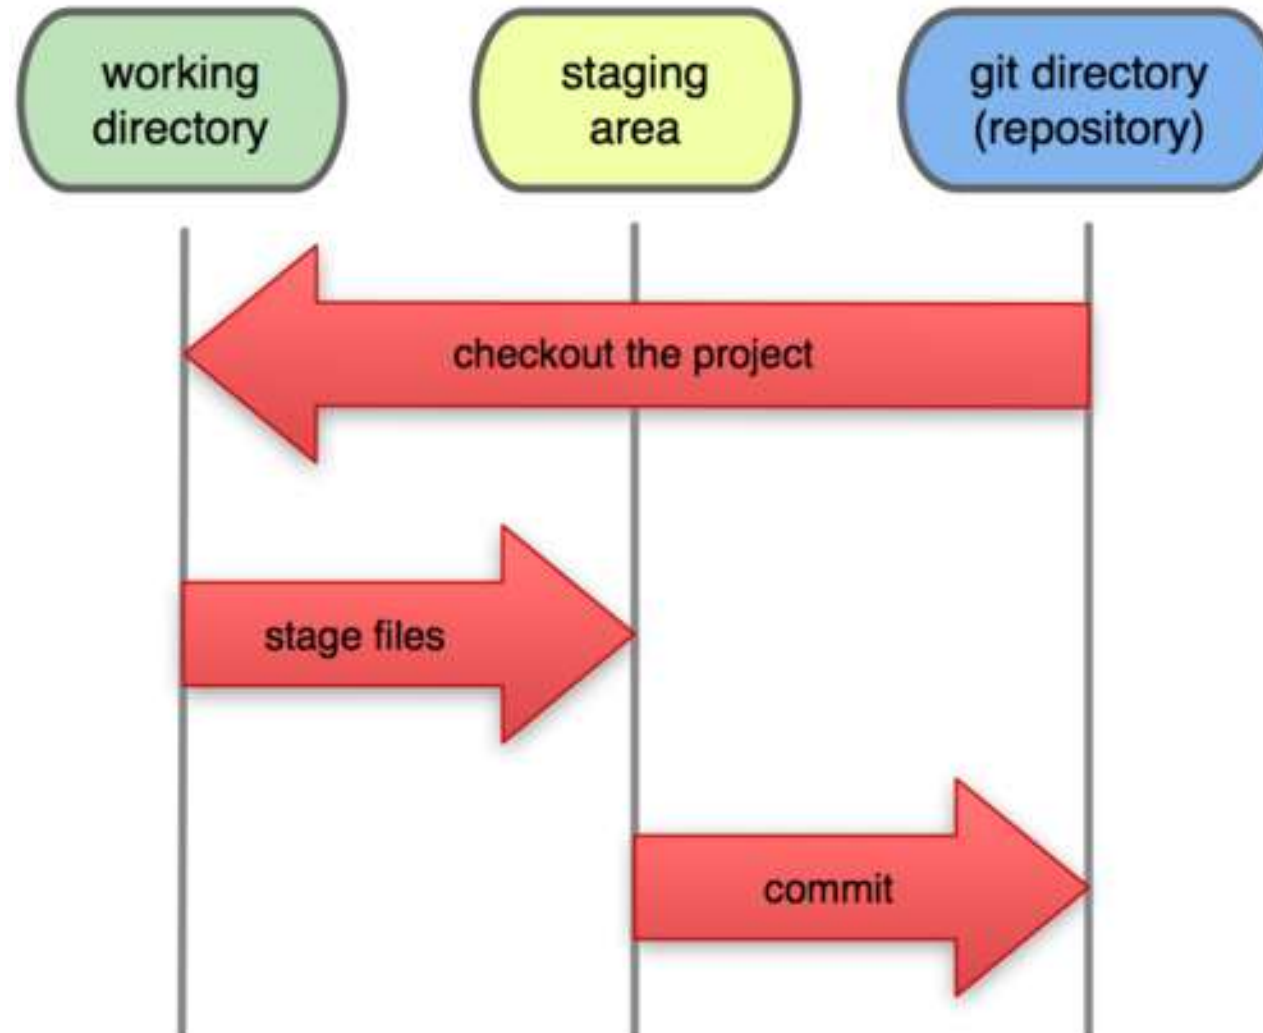 working
directory
staging
area
git directory
(repository)
checkout the project
stage files
commit